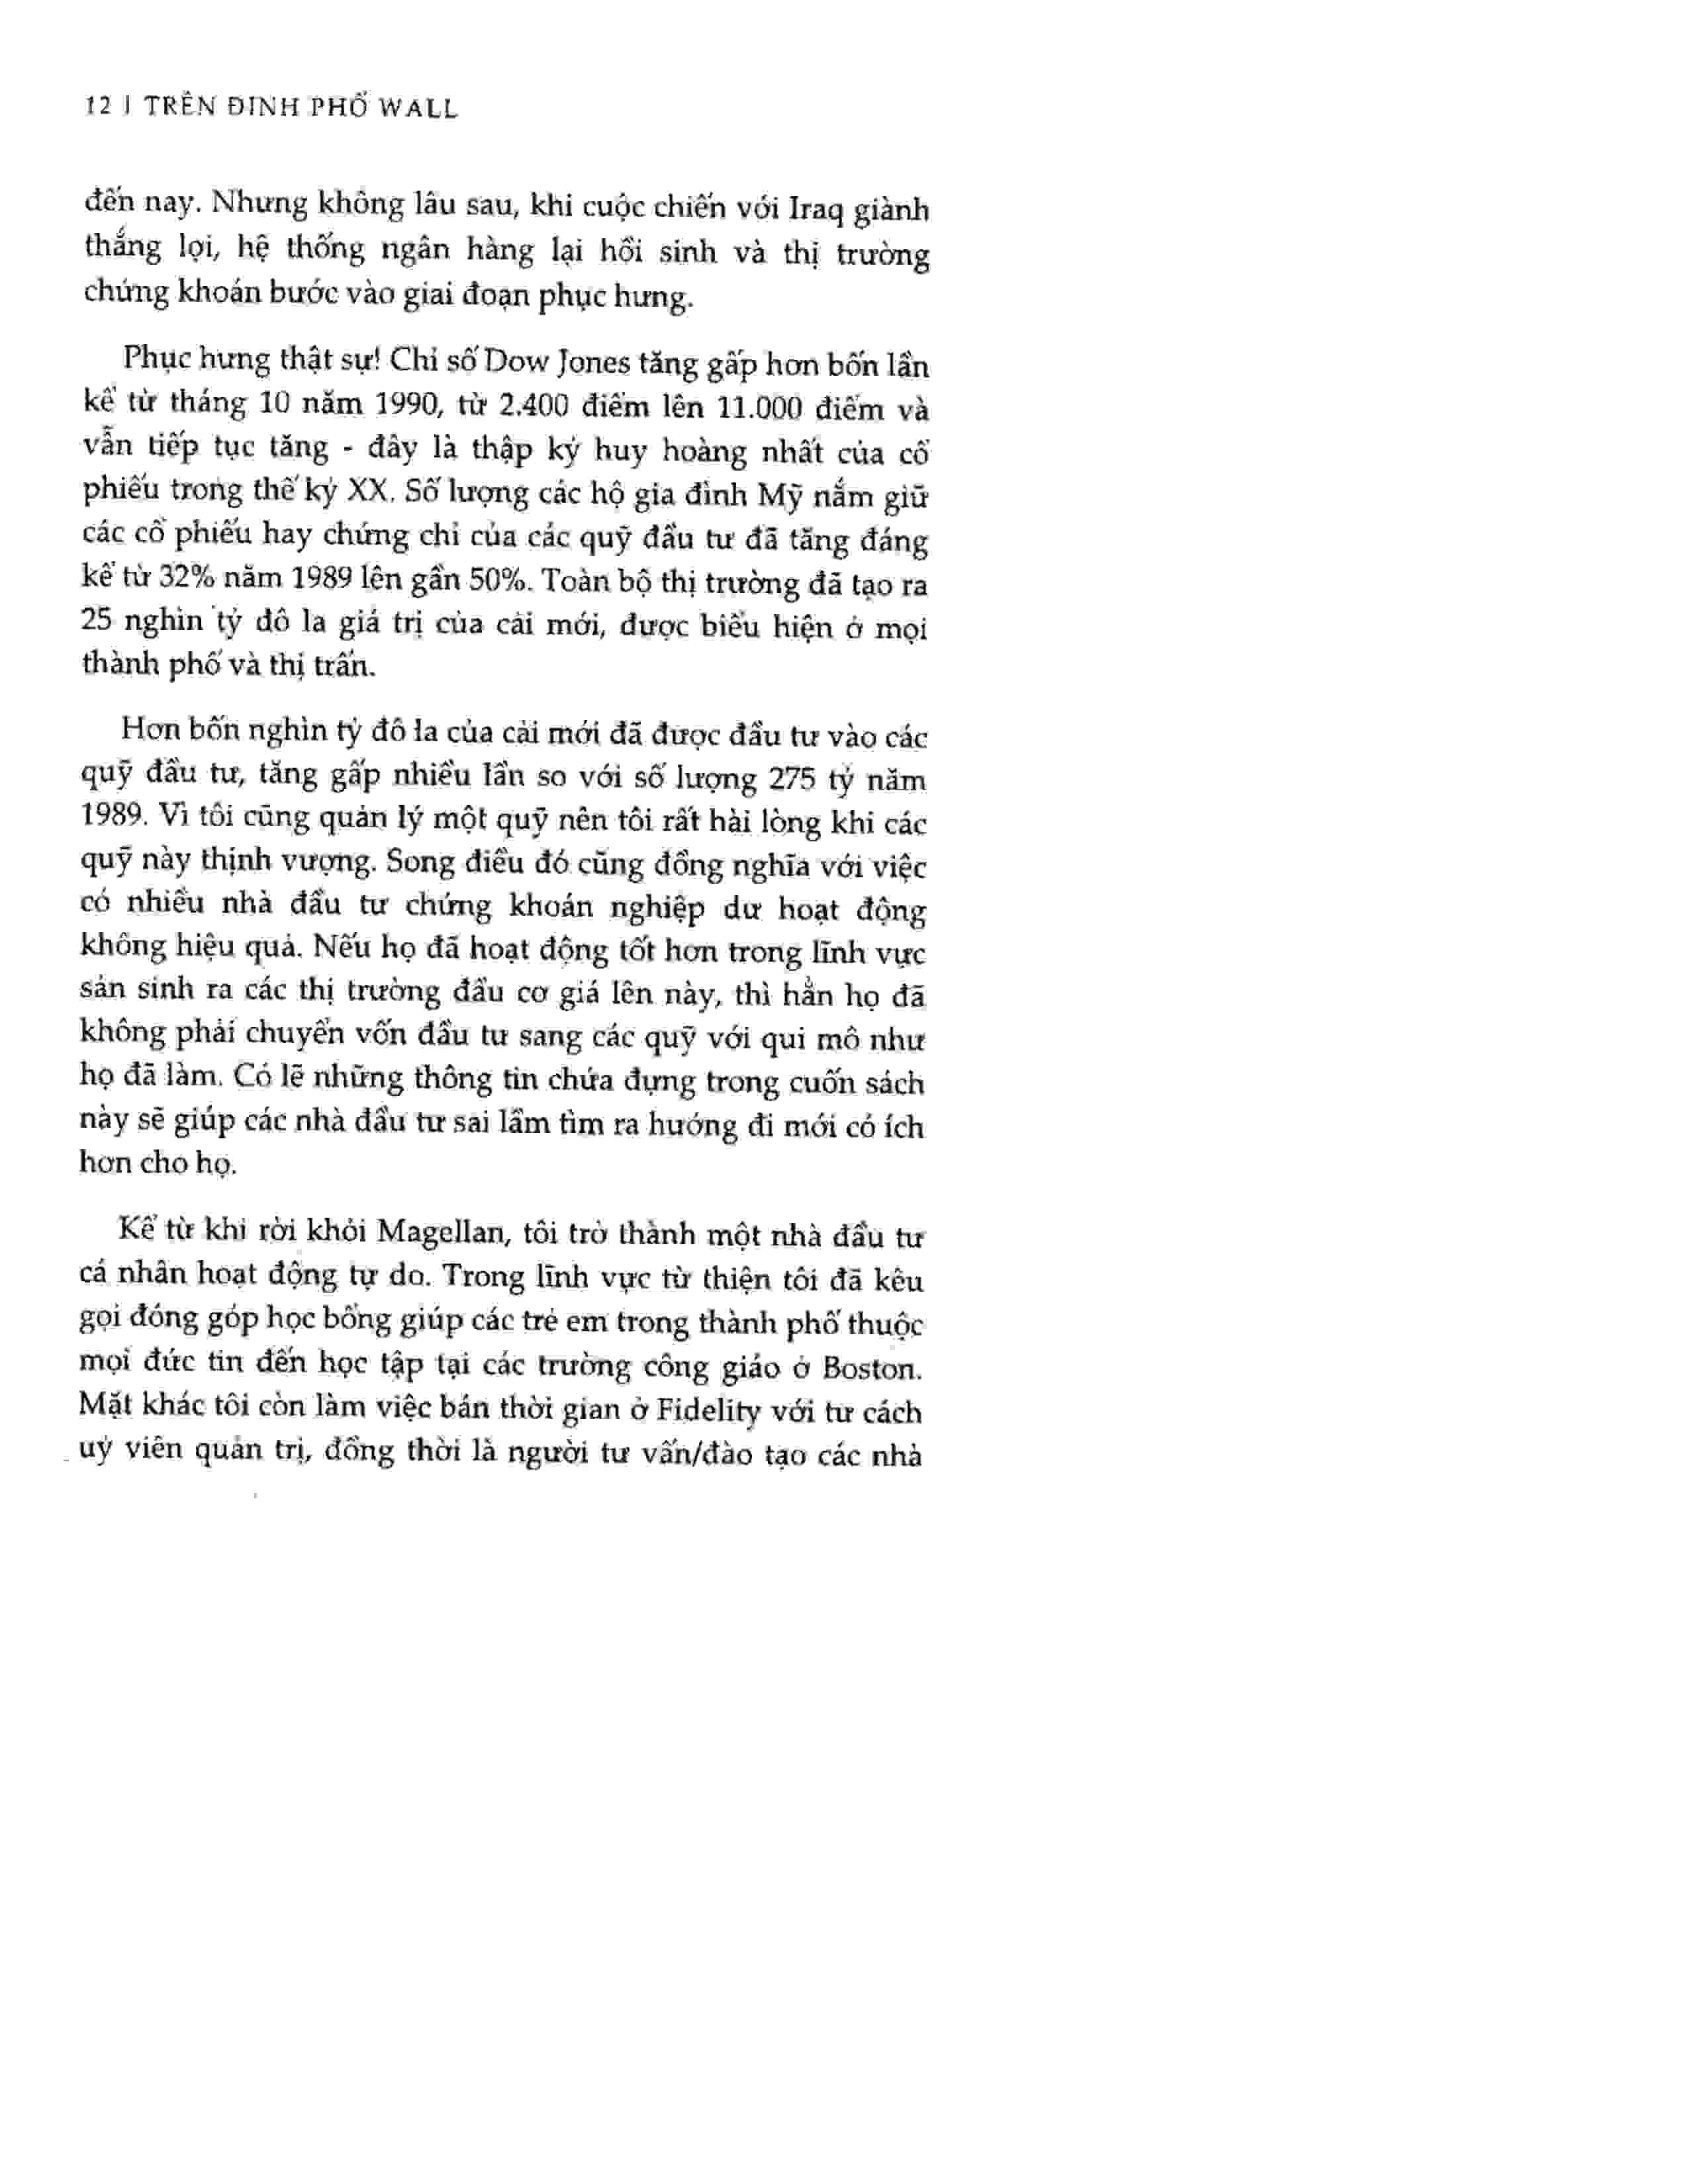 12 | TRÊN ĐỈNH PHỐ WALL
đến nay. Nhưng không lâu sau, khi cuộc chiến với Iraq giành
thắng lợi, hệ thống ngân hàng lại hồi sinh và thị trường
chứng khoán bước vào giai đoạn phục hưng.
Phục hưng thật sự! Chỉ số Dow Jones tăng gấp hơn bốn lần
kể từ tháng 10 năm 1990, từ 2.400 điểm lên 11.000 điểm và
vẫn tiếp tục tăng - đây là thập kỷ huy hoàng nhất của cổ
phiếu trong thế kỷ XX. Số lượng các hộ gia đình Mỹ nắm giữ
các cổ phiếu hay chứng chỉ của các quỹ đầu tư đã tăng đáng
kể từ 32% năm 1989 lên gần 50%. Toàn bộ thị trường đã tạo ra
25 nghìn tỷ đô la giá trị của cải mới, được biểu hiện ở mọi
thành phố và thị trấn.
Hơn bốn nghìn tỷ đô la của cải mới đã được đầu tư vào các
quỹ đầu tư, tăng gấp nhiều lần so với số lượng 275 tỷ năm
1989. Vì tôi cũng quản lý một quỹ nên tôi rất hài lòng khi các
quỹ này thịnh vượng. Song điều đó cũng đồng nghĩa với việc
có nhiều nhà đầu tư chứng khoán nghiệp dư hoạt động
không hiệu quả. Nếu họ đã hoạt động tốt hơn trong lĩnh vực
sản sinh ra các thị trường đầu cơ giá lên này, thì hẳn họ đã
không phải chuyển vốn đầu tư sang các quỹ với qui mô như
họ đã làm. Có lẽ những thông tin chứa đựng trong cuốn sách
này sẽ giúp các nhà đầu tư sai lầm tìm ra hướng đi mới có ích
hơn cho họ.
Kể từ khi rời khỏi Magellan, tôi trở thành một nhà đầu tư
cá nhân hoạt động tự do. Trong lĩnh vực từ thiện tôi đã kêu
gọi đóng góp học bổng giúp các trẻ em trong thành phố thuộc
mọi đức tin đến học tập tại các trường công giáo ở Boston.
Mặt khác tôi còn làm việc bán thời gian ở Fidelity với tư cách
uỷ viên quản trị, đồng thời là người tư vấn/đào tạo các nhà